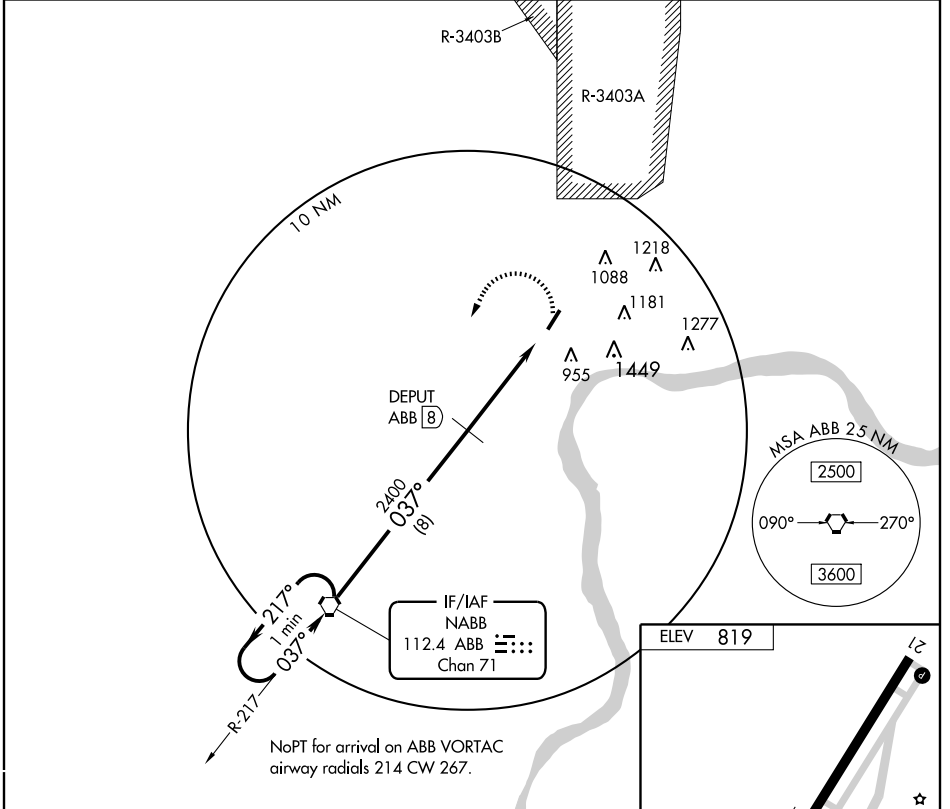 R-3403B
R-3403A
10 NM
1218
1088
1181
1277
955
1449
DEPUT
ABB 8
2400
037°
(8)
MSA ABB 25 NM
2500
090°
270°
3600
217°
1 min
037°
IF/IAF
NABB
112.4 ABB
Chan 71
R-217
NoPT for arrival on ABB VORTAC
airway radials 214 CW 267.
ELEV 819
21
P